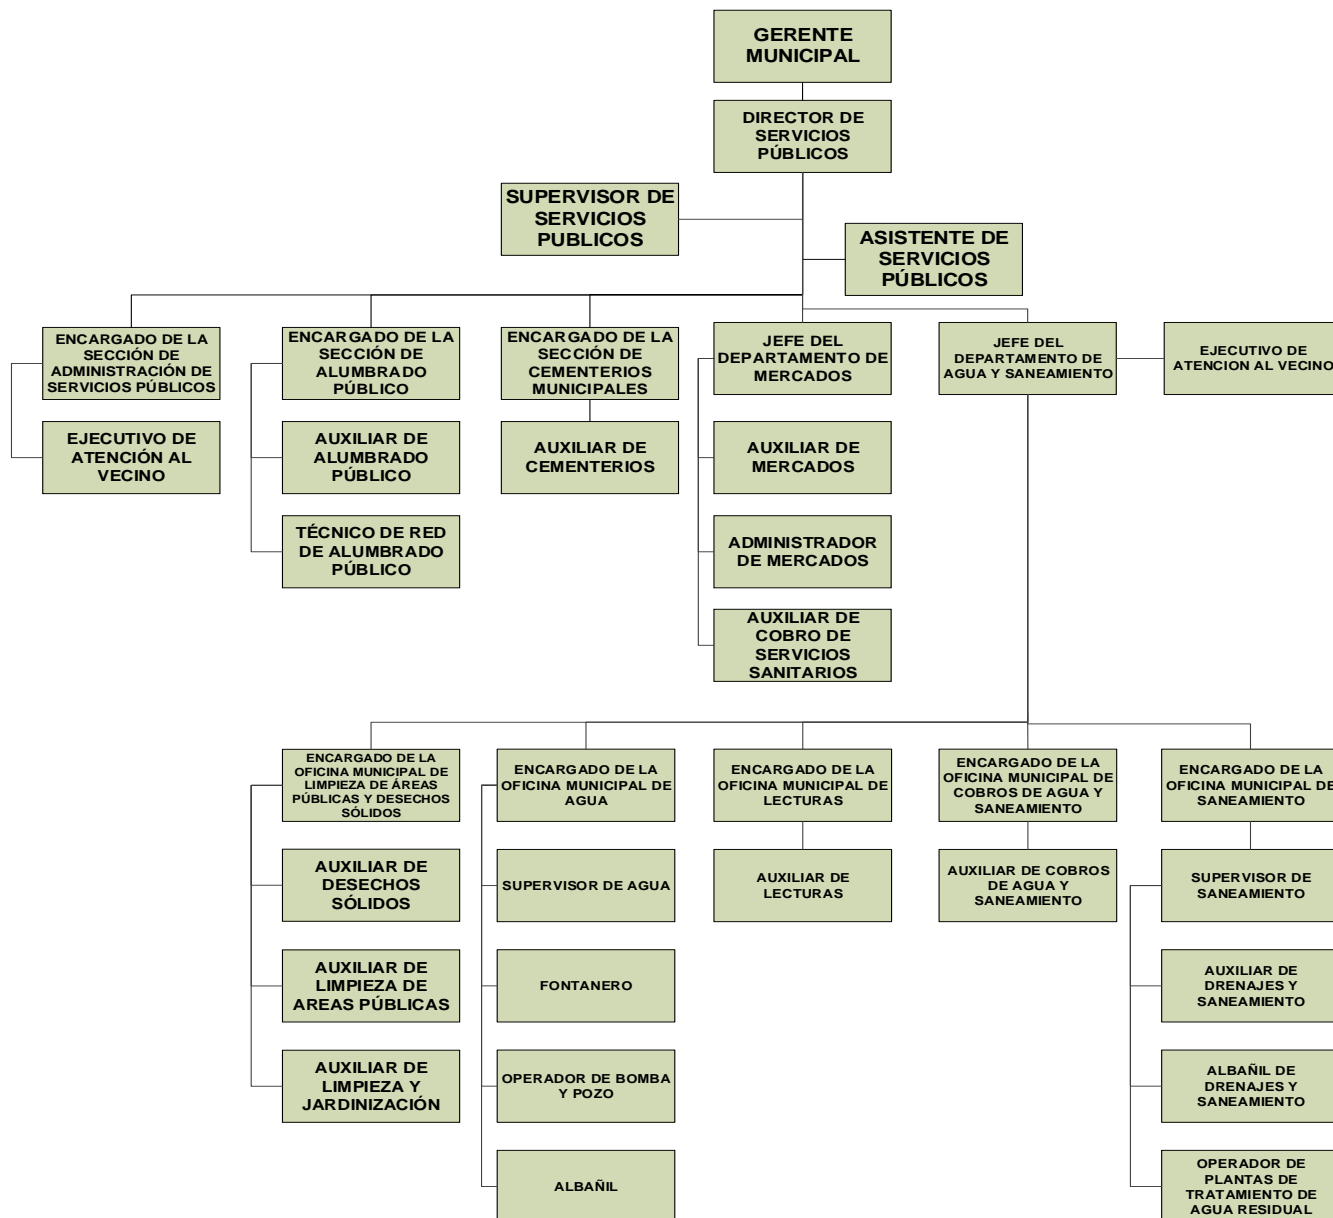 GERENTE
MUNICIPAL
DIRECTOR DE
SERVICIOS
PÚBLICOS
SUPERVISOR DE
SERVICIOS
PUBLICOS
ASISTENTE DE
SERVICIOS
PÚBLICOS
ENCARGADO DE LA
SECCIÓN DE
ADMINISTRACIÓN DE
SERVICIOS PÚBLICOS
ENCARGADO DE LA
SECCIÓN DE
ALUMBRADO
PÚBLICO
ENCARGADO DE LA
SECCIÓN DE
CEMENTERIOS
MUNICIPALES
JEFE DEL
DEPARTAMENTO DE
MERCADOS
JEFE DEL
DEPARTAMENTO DE
AGUA Y SANEAMIENTO
EJECUTIVO DE
ATENCION AL VECINO
EJECUTIVO DE
ATENCIÓN AL
VECINO
AUXILIAR DE
ALUMBRADO
PÚBLICO
AUXILIAR DE
CEMENTERIOS
AUXILIAR DE
MERCADOS
TÉCNICO DE RED
DE ALUMBRADO
PÚBLICO
ADMINISTRADOR
DE MERCADOS
AUXILIAR DE
COBRO DE
SERVICIOS
SANITARIOS
ENCARGADO DE LA
OFICINA MUNICIPAL DE
LIMPIEZA DE ÁREAS
PÚBLICAS Y DESECHOS
SÓLIDOS
ENCARGADO DE LA
OFICINA MUNICIPAL DE
AGUA
ENCARGADO DE LA
OFICINA MUNICIPAL DE
LECTURAS
ENCARGADO DE LA
OFICINA MUNICIPAL DE
COBROS DE AGUA Y
SANEAMIENTO
ENCARGADO DE LA
OFICINA MUNICIPAL DE
SANEAMIENTO
AUXILIAR DE
DESECHOS
SÓLIDOS
SUPERVISOR DE AGUA
AUXILIAR DE
LECTURAS
AUXILIAR DE COBROS
DE AGUA Y
SANEAMIENTO
SUPERVISOR DE
SANEAMIENTO
AUXILIAR DE
LIMPIEZA DE
AREAS PÚBLICAS
FONTANERO
AUXILIAR DE
DRENAJES Y
SANEAMIENTO
AUXILIAR DE
LIMPIEZA Y
JARDINIZACIÓN
OPERADOR DE BOMBA
Y POZO
ALBAÑIL DE
DRENAJES Y
SANEAMIENTO
ALBAÑIL
OPERADOR DE
PLANTAS DE
TRATAMIENTO DE
AGUA RESIDUAL